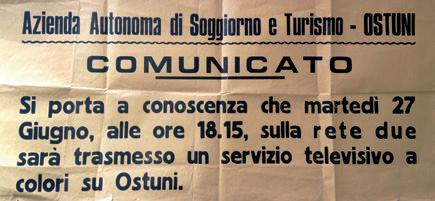 Azienda Autonoma di Soggiorno e Turismo - OSTUNI
COMUNICATO
Si porta a conoscenza che martedì 27
Giugno, alle ore 18.15, sulla rete due
sarà trasmesso un servizio televisivo a
colori su Ostuni.